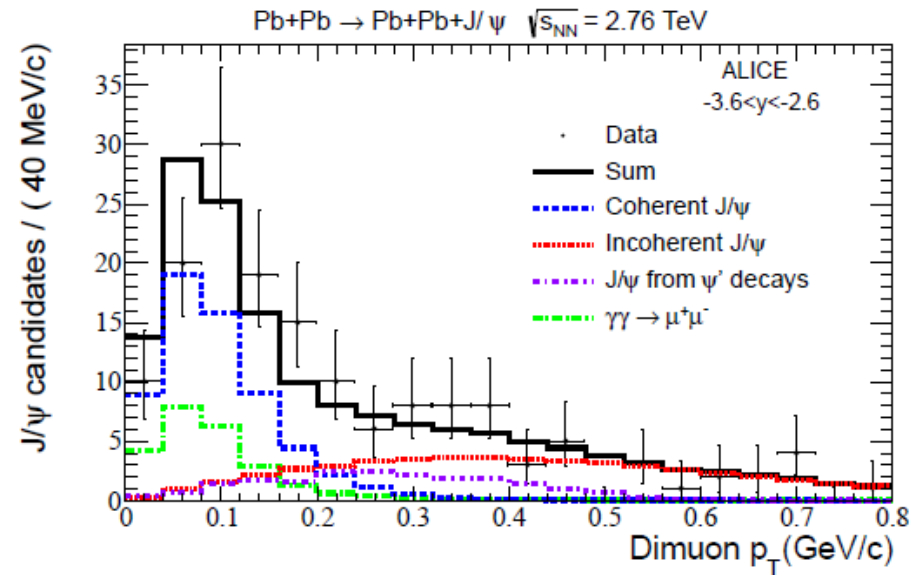 Pb+Pb → Pb+Pb+J/ψ √sNN = 2.76 TeV
ALICE
-3.6<y<-2.6
Data
Sum
Coherent J/ψ
Incoherent J/ψ
J/ψ from ψ' decays
γγ → μ+μ-
J/ψ candidates / ( 40 MeV/c)
35
30
25
20
15
10
5
0
0 0.1 0.2 0.3 0.4 0.5 0.6 0.7 0.8
Dimuon pT(GeV/c)